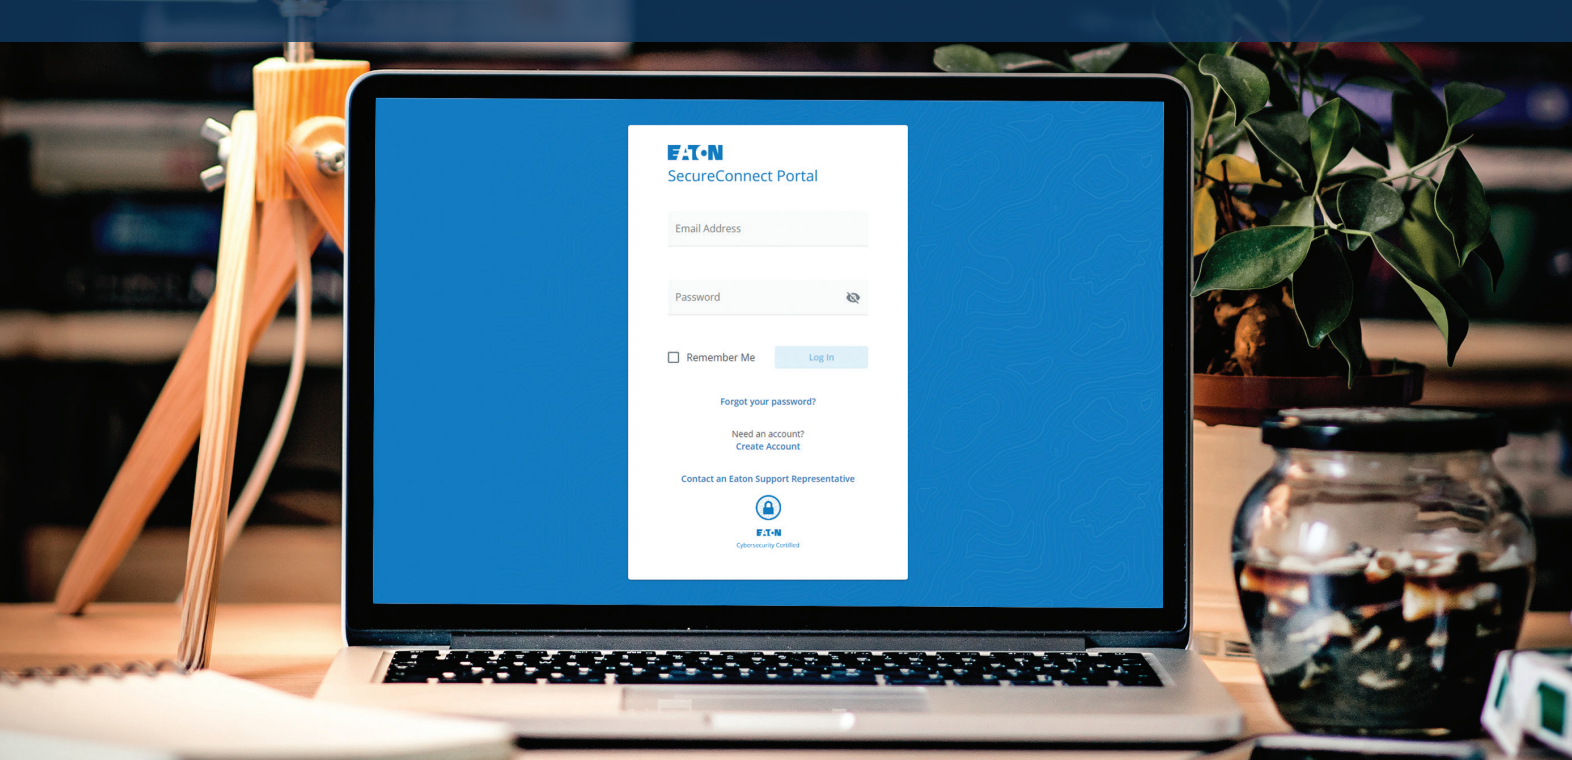 EATON
SecureConnect Portal
Email Address
Password
Remember Me
Log In
Forgot your password?
Need an account?
Create Account
Contact an Eaton Support Representative
EATON
Cybersecurity Certified